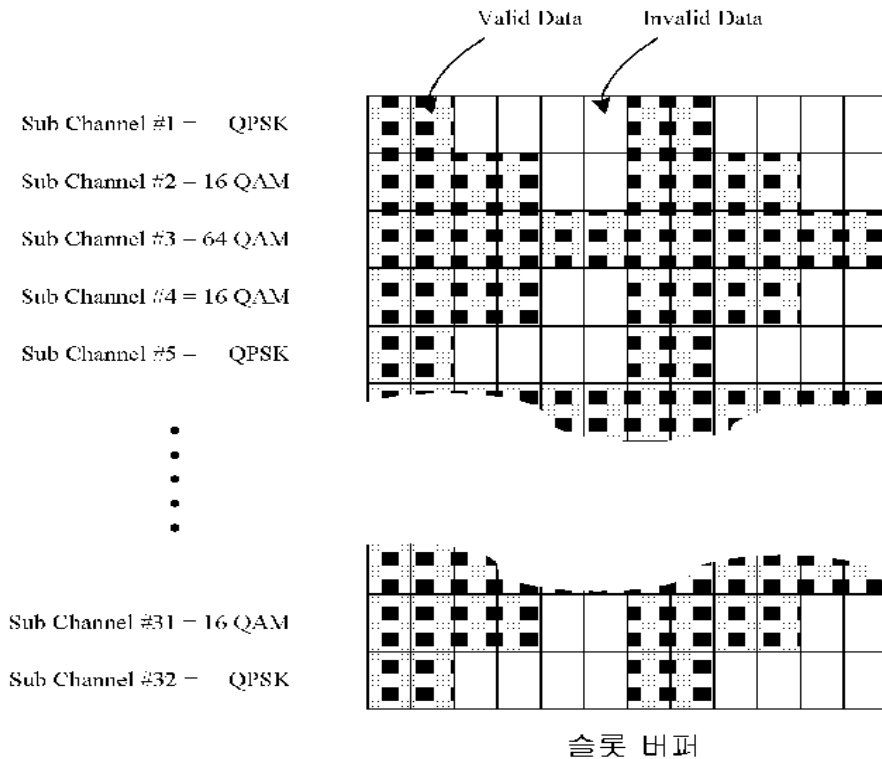 Valid Data Invalid Data
Sub Channel #1 – QPSK
Sub Channel #2 – 16 QAM
Sub Channel #3 – 64 QAM
Sub Channel #4 = 16 QAM
Sub Channel #5 – QPSK
Sub Channel #31 = 16 QAM
Sub Channel #32 – QPSK
슬롯 버퍼